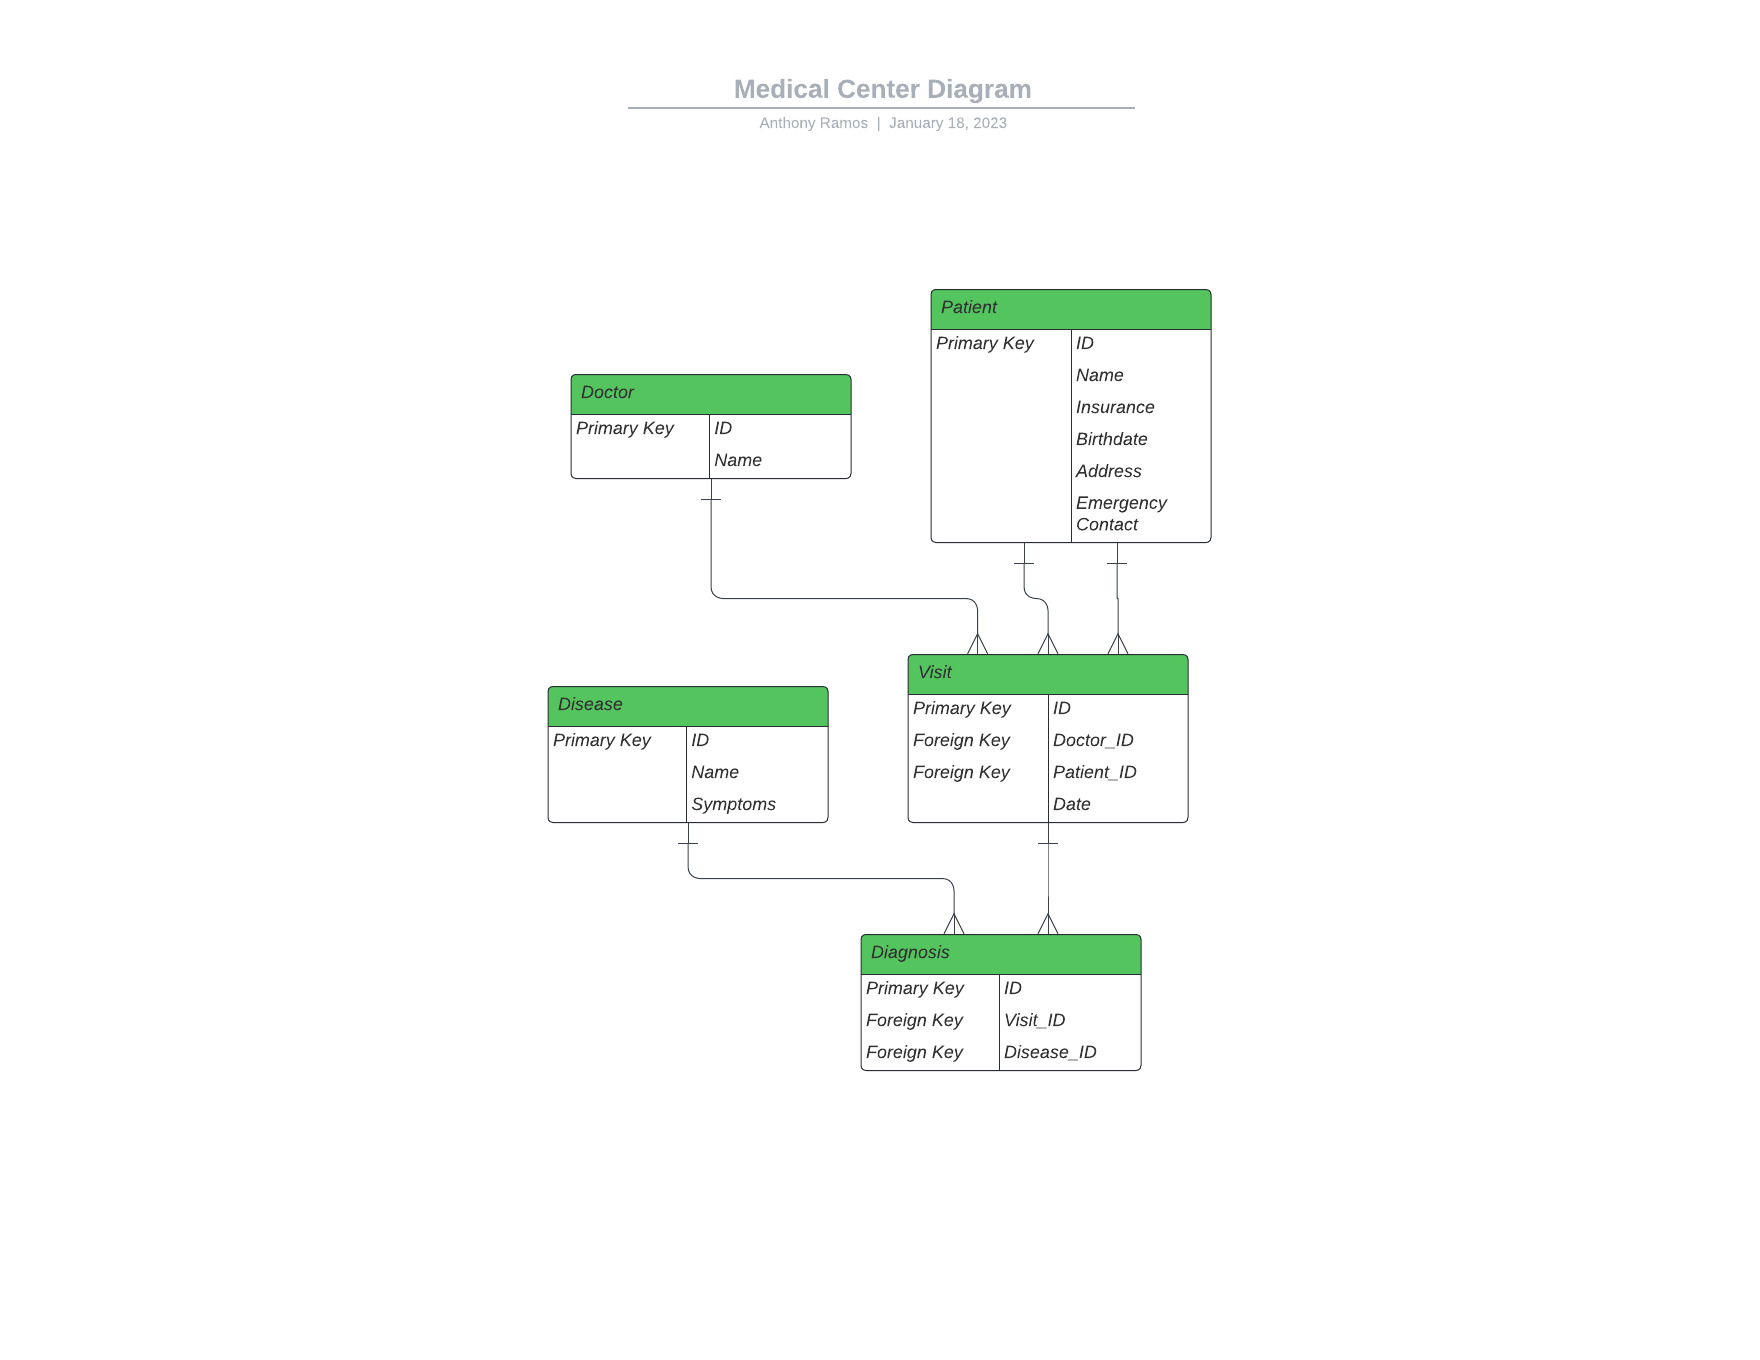 Medical Center Diagram
Anthony Ramos | January 18, 2023
Patient
Primary Key ID
Name
Insurance
Birthdate
Address
Emergency
Contact
Doctor
Primary Key ID
Name
Visit
Primary Key ID
Foreign Key Doctor_ID
Foreign Key Patient_ID
Date
Disease
Primary Key ID
Name
Symptoms
Diagnosis
Primary Key ID
Foreign Key Visit_ID
Foreign Key Disease_ID